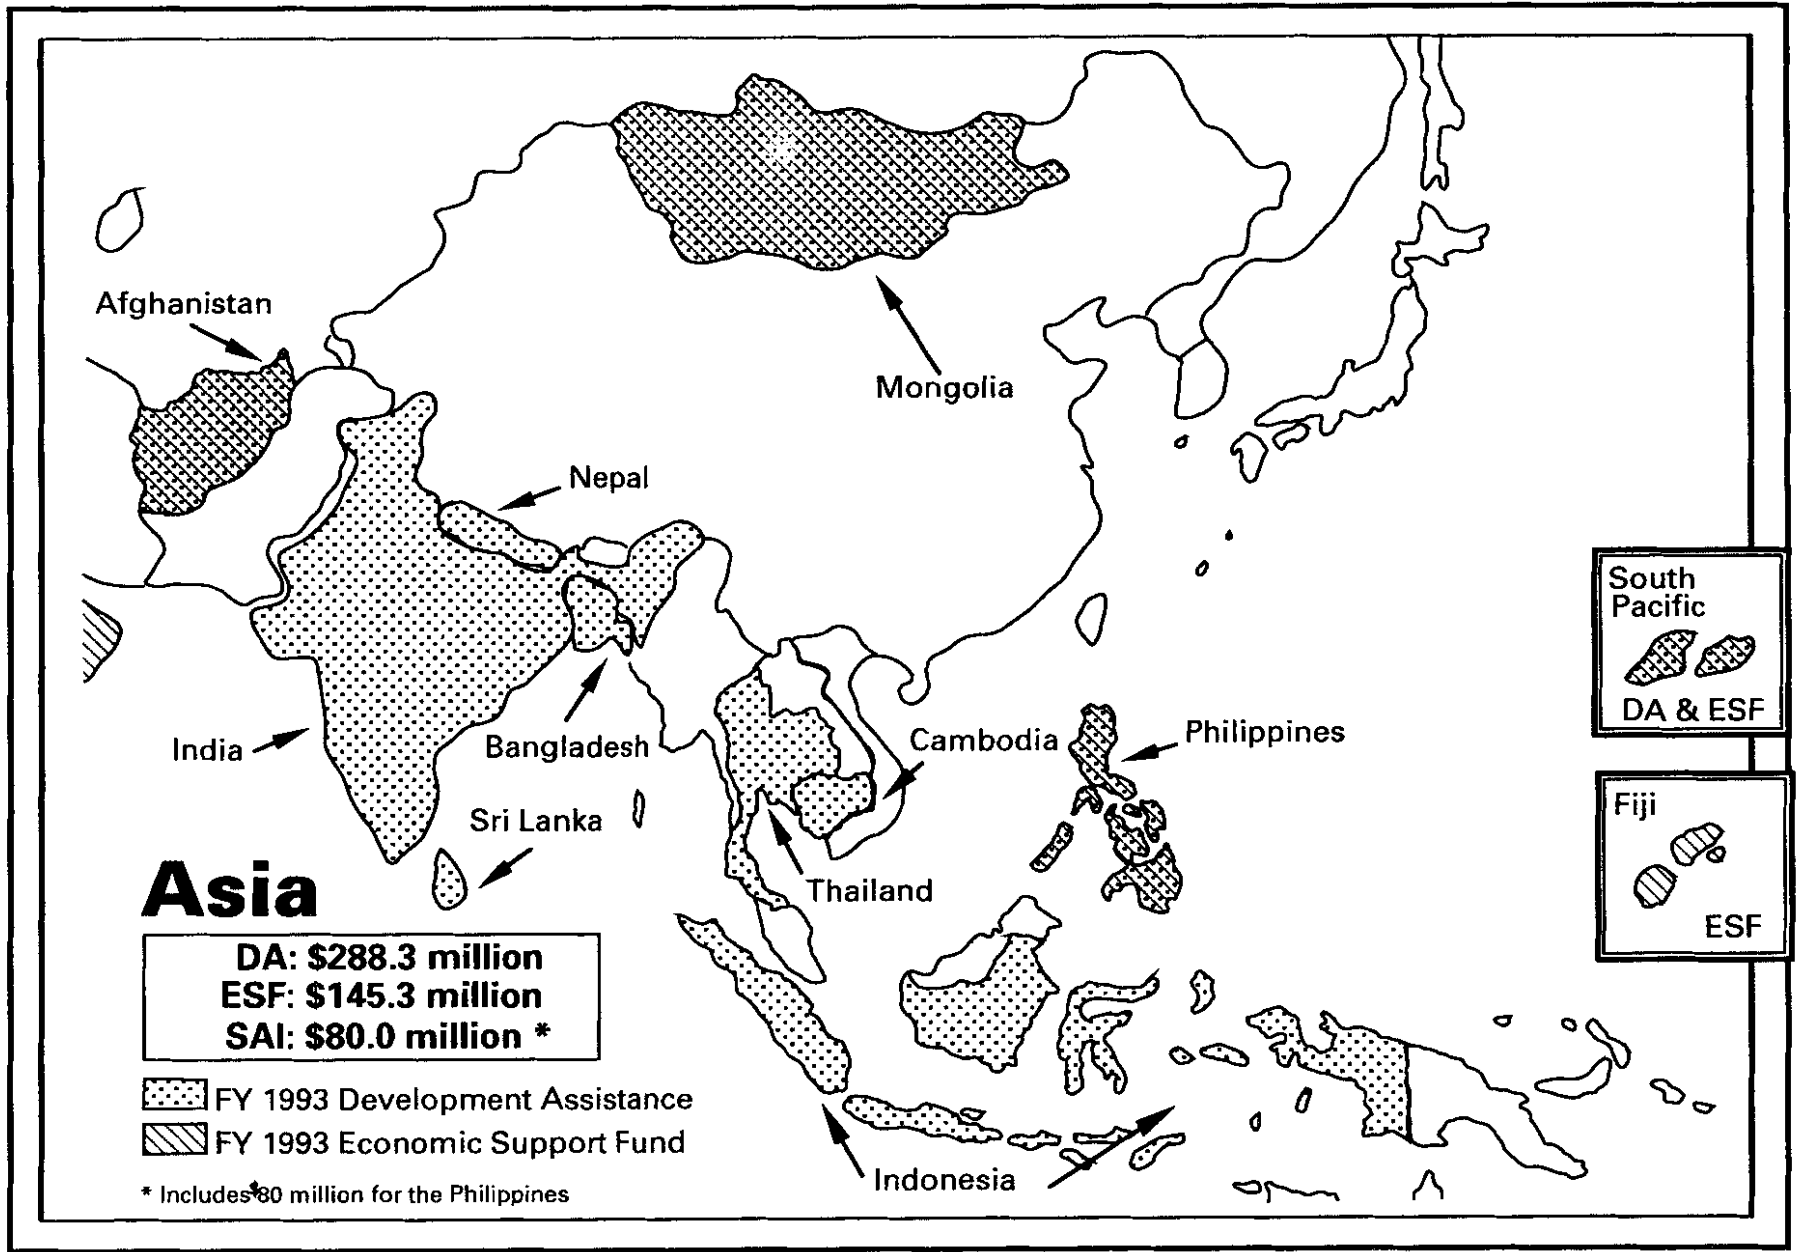 Afghanistan
Mongolia
Nepal
South
Pacific
DA & ESF
India
Bangladesh
Cambodia
Philippines
Sri Lanka
Thailand
Fiji
ESF
Asia
DA: $288.3 million
ESF: $145.3 million
SAI: $80.0 million *
FY 1993 Development Assistance
FY 1993 Economic Support Fund
Indonesia
* Includes $80 million for the Philippines